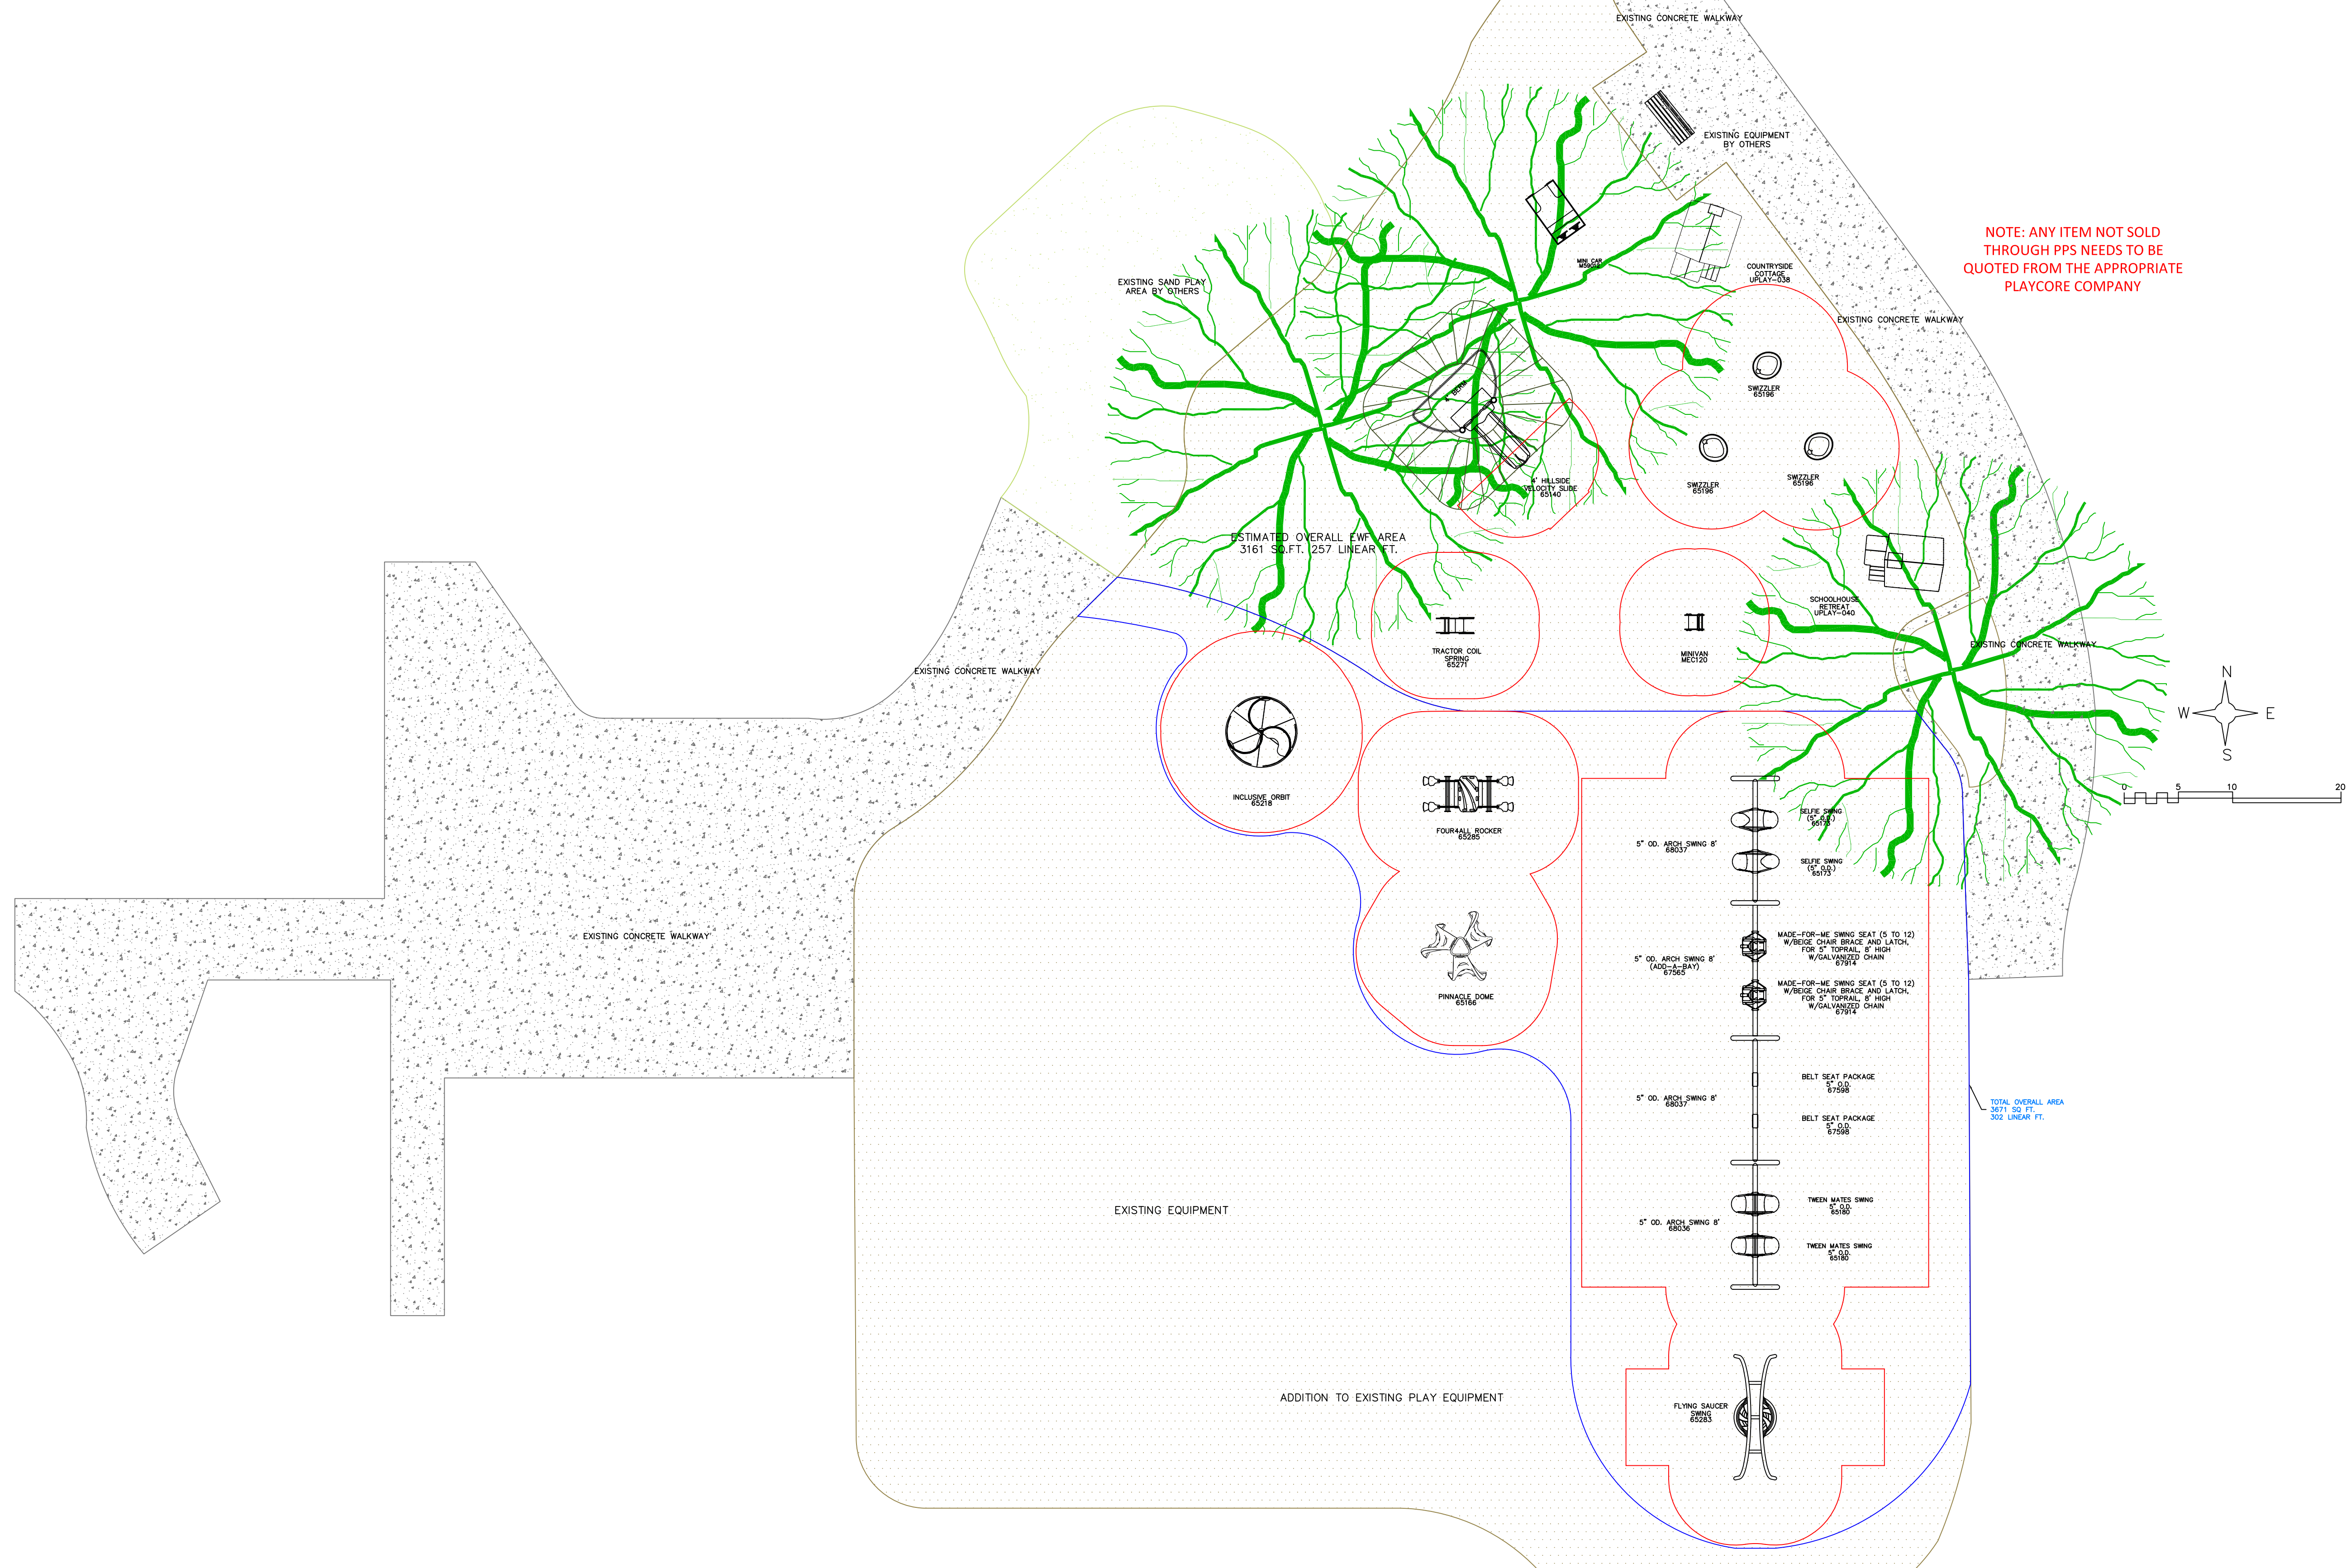 EXISTING CONCRETE WALKWAY
EXISTING EQUIPMENT
BY OTHERS
NOTE: ANY ITEM NOT SOLD
THROUGH PPS NEEDS TO BE
QUOTED FROM THE APPROPRIATE
PLAYCORE COMPANY
MINI CAR
COUNTRYSIDE
COTTAGE
UPLAY-038
EXISTING SAND PLAY
AREA BY OTHERS
EXISTING CONCRETE WALKWAY
4' BERM
SWIZZLER
65196
SWIZZLER
65196
SWIZZLER
65196
4' HILLSIDE
VELOCITY SLIDE
65140
ESTIMATED OVERALL EWF AREA
3161 SQ.FT. 257 LINEAR FT.
SCHOOLHOUSE
RETREAT
UPLAY-040
EXISTING CONCRETE WALKWAY
TRACTOR COIL
SPRING
65271
MINIVAN
MEC120
EXISTING CONCRETE WALKWAY
N
W E
S
0 5 10 20
INCLUSIVE ORBIT
65218
FOUR4ALL ROCKER
65285
SELFIE SWING
(5" O.D.)
65173
5" OD. ARCH SWING 8'
68037
SELFIE SWING
(5" O.D.)
65173
EXISTING CONCRETE WALKWAY
MADE-FOR-ME SWING SEAT (5 TO 12)
W/BEIGE CHAIR BRACE AND LATCH,
FOR 5" TOPRAIL, 8' HIGH
W/GALVANIZED CHAIN
67914
5" OD. ARCH SWING 8'
(ADD-A-BAY)
67565
MADE-FOR-ME SWING SEAT (5 TO 12)
W/BEIGE CHAIR BRACE AND LATCH,
FOR 5" TOPRAIL, 8' HIGH
W/GALVANIZED CHAIN
67914
PINNACLE DOME
65166
BELT SEAT PACKAGE
5" O.D.
67598
5" OD. ARCH SWING 8'
68037
BELT SEAT PACKAGE
5" O.D.
67598
TOTAL OVERALL AREA
3671 SQ FT.
302 LINEAR FT.
TWEEN MATES SWING
5" O.D.
65180
5" OD. ARCH SWING 8'
68036
TWEEN MATES SWING
5" O.D.
65180
EXISTING EQUIPMENT
ADDITION TO EXISTING PLAY EQUIPMENT
FLYING SAUCER
SWING
65283